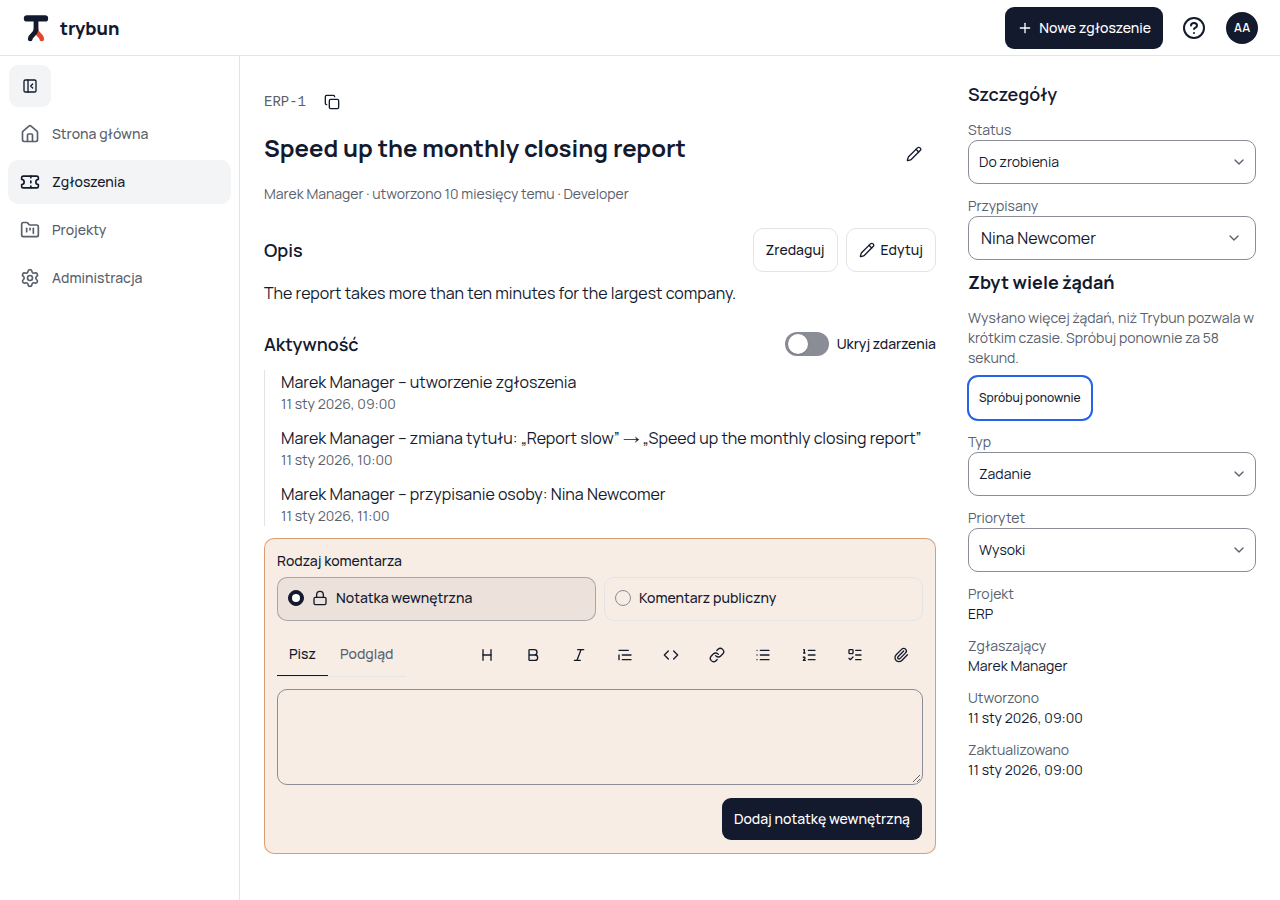 trybun
Nowe zgłoszenie
AA
Strona główna
Zgłoszenia
Projekty
Administracja
ERP-1
Speed up the monthly closing report
Marek Manager · utworzono 10 miesięcy temu · Developer
Opis
Zredaguj
Edytuj
The report takes more than ten minutes for the largest company.
Aktywność
Ukryj zdarzenia
Marek Manager – utworzenie zgłoszenia
11 sty 2026, 09:00
Marek Manager – zmiana tytułu: „Report slow” → „Speed up the monthly closing report”
11 sty 2026, 10:00
Marek Manager – przypisanie osoby: Nina Newcomer
11 sty 2026, 11:00
Rodzaj komentarza
Notatka wewnętrzna
Komentarz publiczny
Pisz
Podgląd
Dodaj notatkę wewnętrzną
Szczegóły
Status
Do zrobienia
Przypisany
Nina Newcomer
Zbyt wiele żądań
Wysłano więcej żądań, niż Trybun pozwala w
krótkim czasie. Spróbuj ponownie za 58
sekund.
Spróbuj ponownie
Typ
Zadanie
Priorytet
Wysoki
Projekt
ERP
Zgłaszający
Marek Manager
Utworzono
11 sty 2026, 09:00
Zaktualizowano
11 sty 2026, 09:00